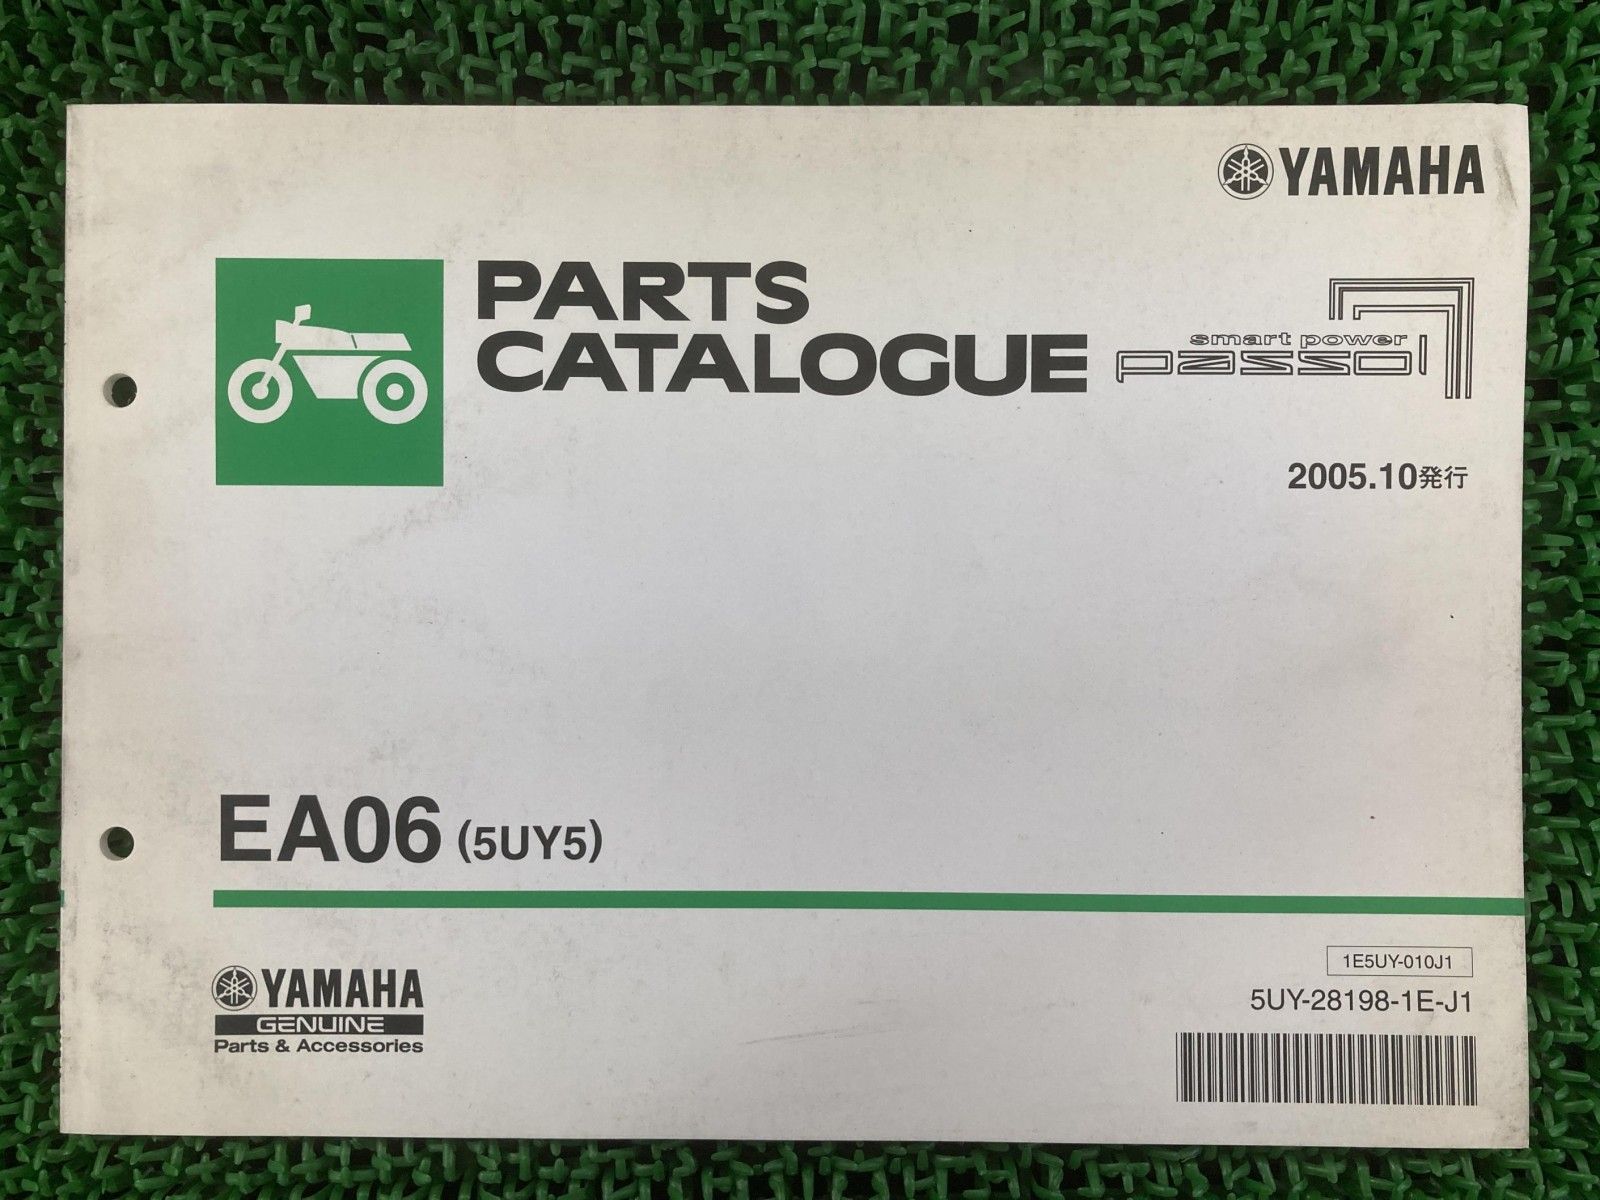 YAMAHA
PARTS
CATALOGUE
smart power
passol
2005.10発行
EA06 (5UY5)
YAMAHA
GENUINE
Parts & Accessories
1E5UY-010J1
5UY-28198-1E-J1